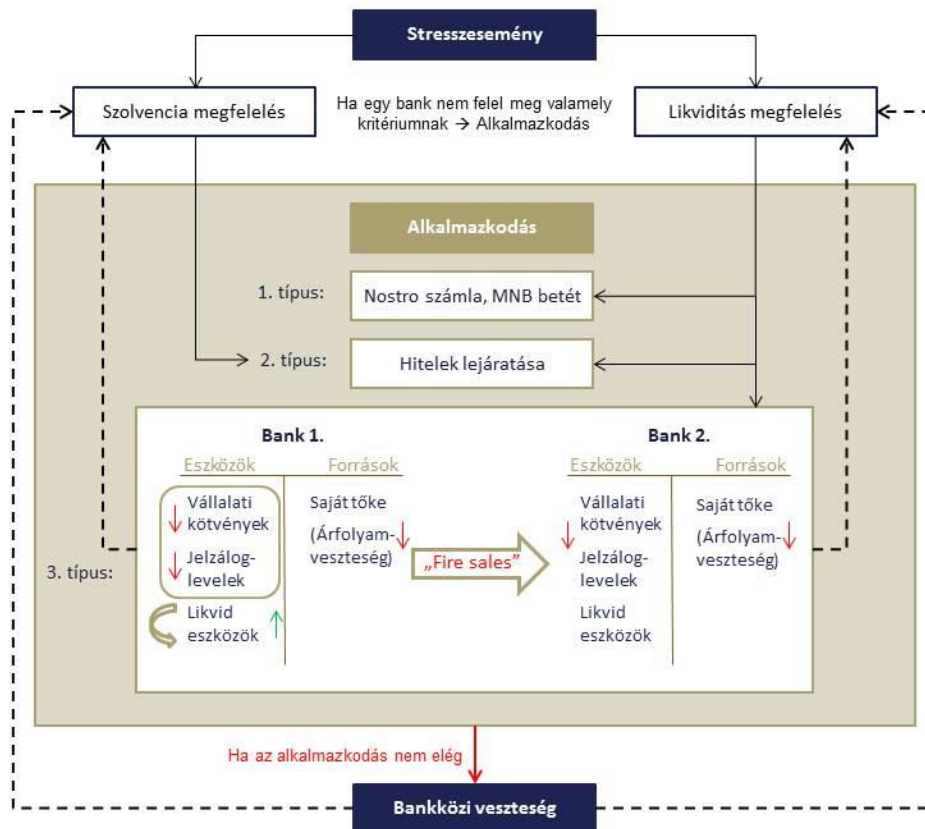 Stresszesemény
Szolvencia megfelelés
Ha egy bank nem felel meg valamely
kritériumnak → Alkalmazkodás
Likviditás megfelelés
Alkalmazkodás
1. típus:
Nostro számla, MNB betét
2. típus:
Hitelek lejáratása
3. típus:
Bank 1.
Eszközök
Források
Vállalati
kötvények
Jelzálog-
levelek
Likvid
eszközök
Saját tőke
(Árfolyam-
veszteség)
„Fire sales”
Bank 2.
Eszközök
Források
Vállalati
kötvények
Jelzálog-
levelek
Likvid
eszközök
Saját tőke
(Árfolyam-
veszteség)
Ha az alkalmazkodás nem elég
Bankközi veszteség